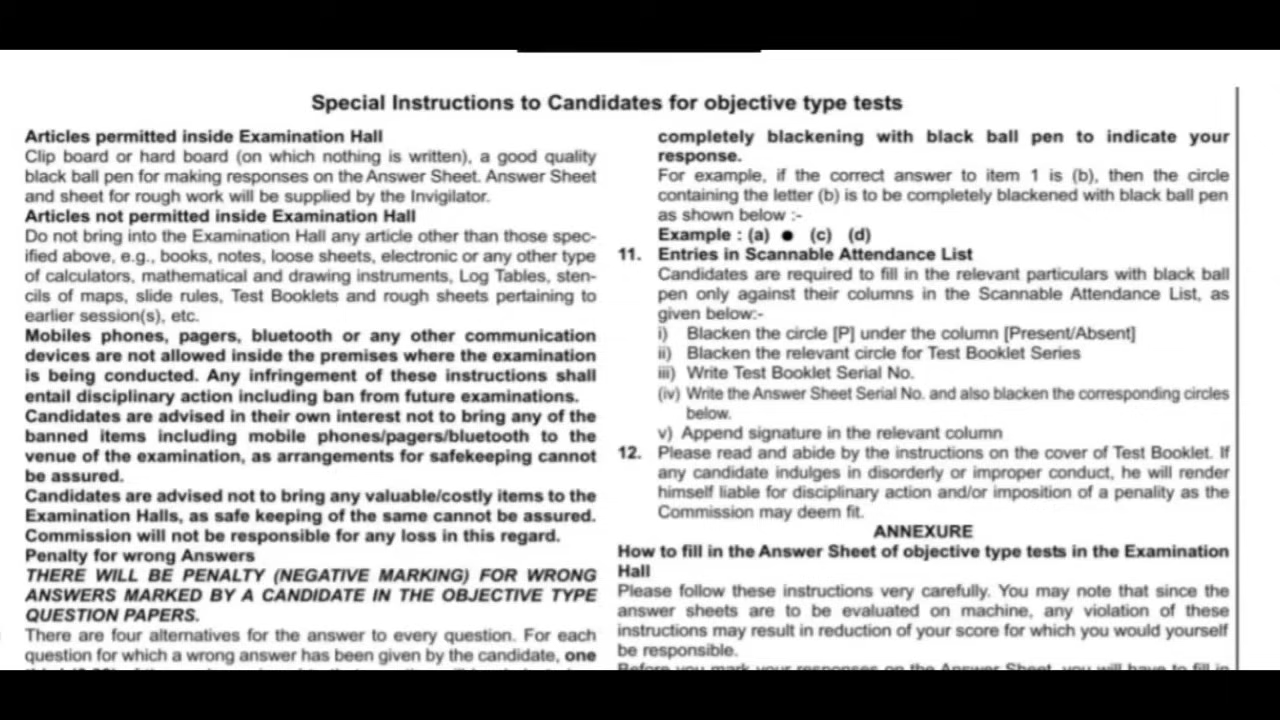 Special Instructions to Candidates for objective type tests
Articles permitted inside Examination Hall
Clip board or hard board (on which nothing is written), a good quality
black ball pen for making responses on the Answer Sheet. Answer Sheet
and sheet for rough work will be supplied by the Invigilator.
Articles not permitted inside Examination Hall
Do not bring into the Examination Hall any article other than those spec-
ified above, e.g., books, notes, loose sheets, electronic or any other type
of calculators, mathematical and drawing instruments, Log Tables, sten-
cils of maps, slide rules, Test Booklets and rough sheets pertaining to
earlier session(s), etc.
Mobiles phones, pagers, bluetooth or any other communication
devices are not allowed inside the premises where the examination
is being conducted. Any infringement of these instructions shall
entail disciplinary action including ban from future examinations.
Candidates are advised in their own interest not to bring any of the
banned items including mobile phones/pagers/bluetooth to the
venue of the examination, as arrangements for safekeeping cannot
be assured.
Candidates are advised not to bring any valuable/costly items to the
Examination Halls, as safe keeping of the same cannot be assured.
Commission will not be responsible for any loss in this regard.
Penalty for wrong Answers
THERE WILL BE PENALTY (NEGATIVE MARKING) FOR WRONG
ANSWERS MARKED BY A CANDIDATE IN THE OBJECTIVE TYPE
QUESTION PAPERS.
There are four alternatives for the answer to every question. For each
question for which a wrong answer has been given by the candidate, one
completely blackening with black ball pen to indicate your
response.
For example, if the correct answer to item 1 is (b), then the circle
containing the letter (b) is to be completely blackened with black ball pen
as shown below :-
Example : (a) ● (c) (d)
11. Entries in Scannable Attendance List
Candidates are required to fill in the relevant particulars with black ball
pen only against their columns in the Scannable Attendance List, as
given below:-
i) Blacken the circle [P] under the column [Present/Absent]
ii) Blacken the relevant circle for Test Booklet Series
iii) Write Test Booklet Serial No.
(iv) Write the Answer Sheet Serial No. and also blacken the corresponding circles
below.
v) Append signature in the relevant column
12. Please read and abide by the instructions on the cover of Test Booklet. If
any candidate indulges in disorderly or improper conduct, he will render
himself liable for disciplinary action and/or imposition of a penality as the
Commission may deem fit.
ANNEXURE
How to fill in the Answer Sheet of objective type tests in the Examination
Hall
Please follow these instructions very carefully. You may note that since the
answer sheets are to be evaluated on machine, any violation of these
instructions may result in reduction of your score for which you would yourself
be responsible.
Before you mark your responses on the Answer Sheet, you will have to fill in